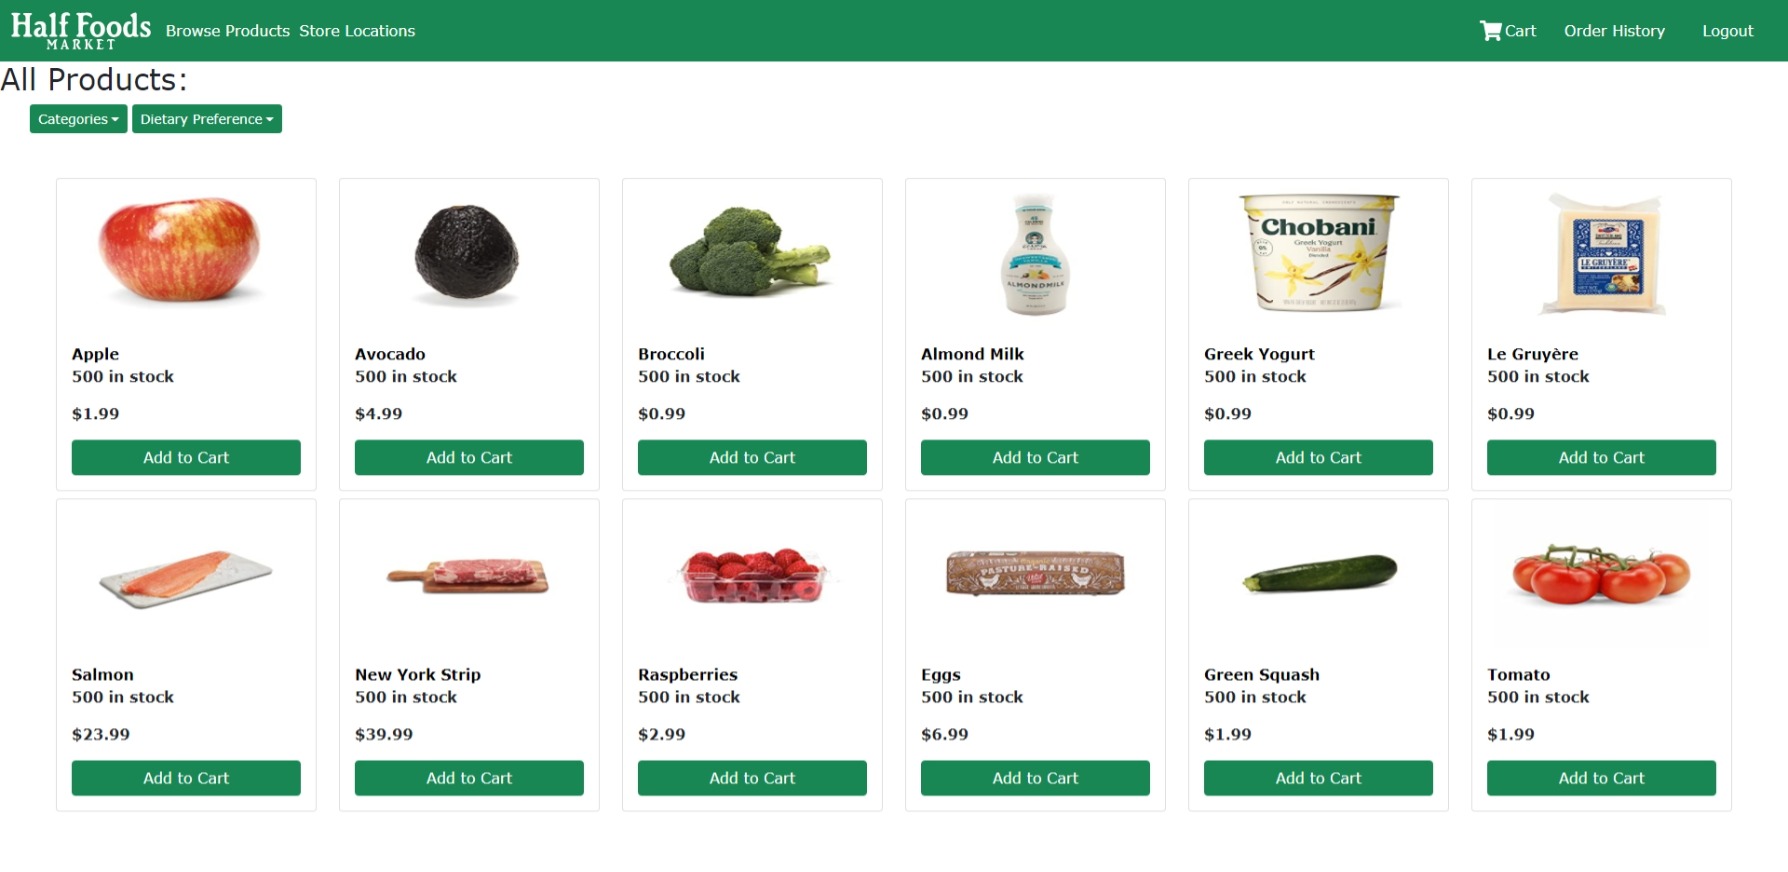 Half Foods
MARKET
Browse Products
Store Locations
Cart
Order History
Logout
All Products:
Categories
Dietary Preference
Chobani
Greek Yogurt
Vanilla
Blended
ALMONDMILK
LE GRUYÈRE
SWITZERLAND
Apple
500 in stock
$1.99
Add to Cart
Avocado
500 in stock
$4.99
Add to Cart
Broccoli
500 in stock
$0.99
Add to Cart
Almond Milk
500 in stock
$0.99
Add to Cart
Greek Yogurt
500 in stock
$0.99
Add to Cart
Le Gruyère
500 in stock
$0.99
Add to Cart
PASTURE-RAISED
Salmon
500 in stock
$23.99
Add to Cart
New York Strip
500 in stock
$39.99
Add to Cart
Raspberries
500 in stock
$2.99
Add to Cart
Eggs
500 in stock
$6.99
Add to Cart
Green Squash
500 in stock
$1.99
Add to Cart
Tomato
500 in stock
$1.99
Add to Cart